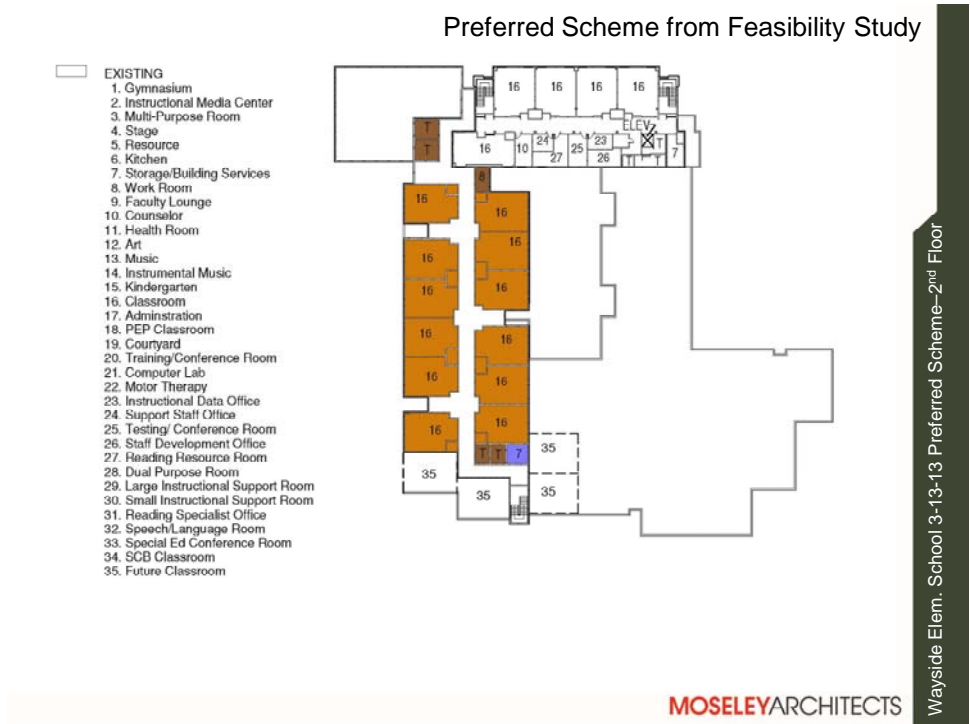 Preferred Scheme from Feasibility Study
EXISTING
1. Gymnasium
2. Instructional Media Center
3. Multi-Purpose Room
4. Stage
5. Resource
6. Kitchen
7. Storage/Building Services
8. Work Room
9. Faculty Lounge
10. Counselor
11. Health Room
12. Art
13. Music
14. Instrumental Music
15. Kindergarten
16. Classroom
17. Adminstration
18. PEP Classroom
19. Courtyard
20. Training/Conference Room
21. Computer Lab
22. Motor Therapy
23. Instructional Data Office
24. Support Staff Office
25. Testing/ Conference Room
26. Staff Development Office
27. Reading Resource Room
28. Dual Purpose Room
29. Large Instructional Support Room
30. Small Instructional Support Room
31. Reading Specialist Office
32. Speech/Language Room
33. Special Ed Conference Room
34. SCB Classroom
35. Future Classroom
16 16 16 16
ELEV.
T
T
16 10 24 27 25 23 26 T 7
8
16 16
16
16
16 16
16 16
16 16
16 16
T T 7
35 35
35 35
Wayside Elem. School 3-13-13 Preferred Scheme–2nd Floor
MOSELEYARCHITECTS